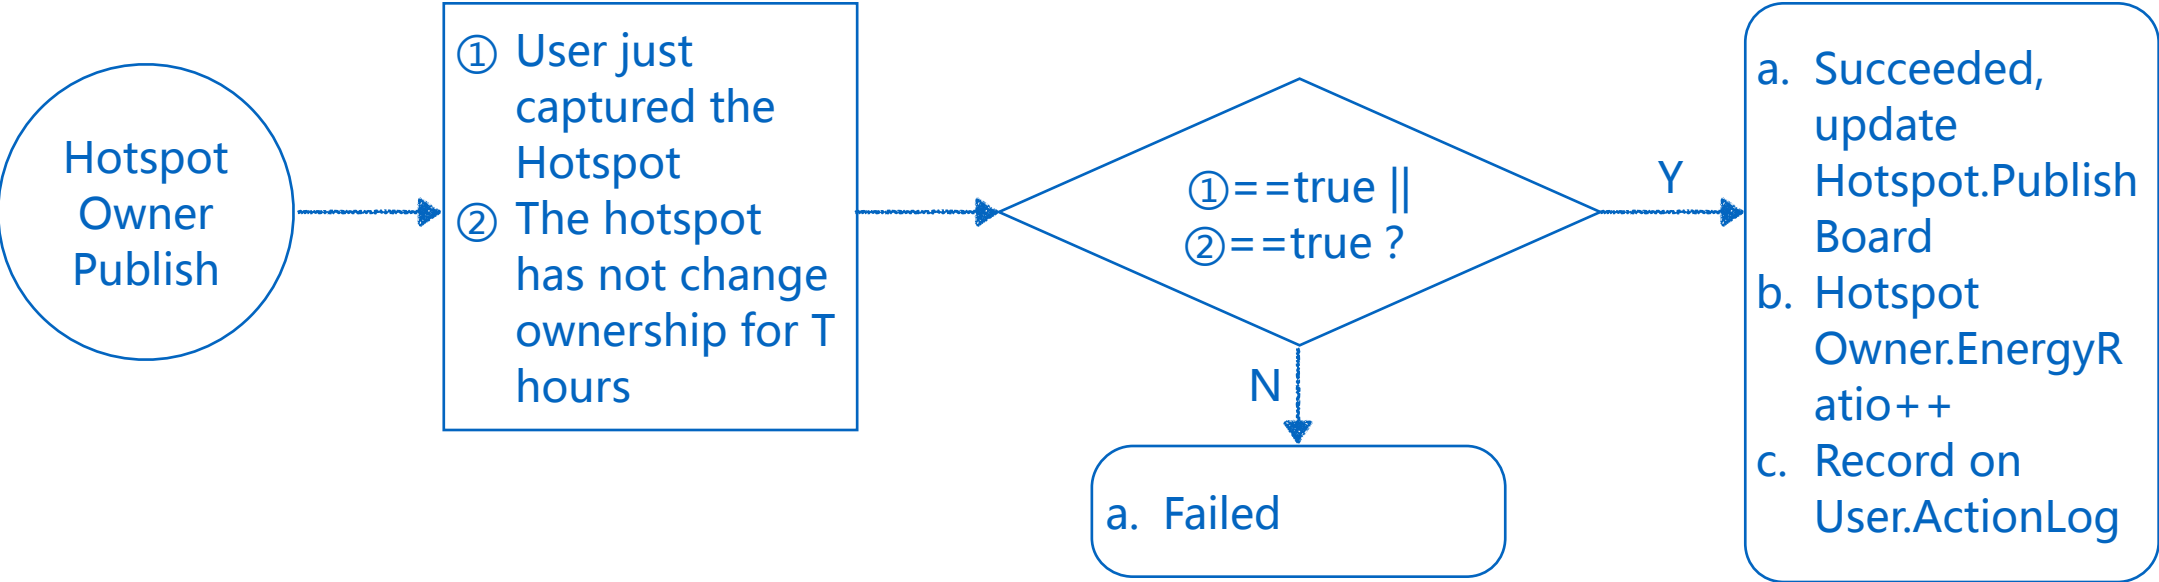 Hotspot
Owner
Publish
① User just
captured the
Hotspot
② The hotspot
has not change
ownership for T
hours
①==true ||
②==true ?
Y
N
a. Failed
a. Succeeded,
update
Hotspot.Publish
Board
b. Hotspot
Owner.EnergyR
atio++
c. Record on
User.ActionLog